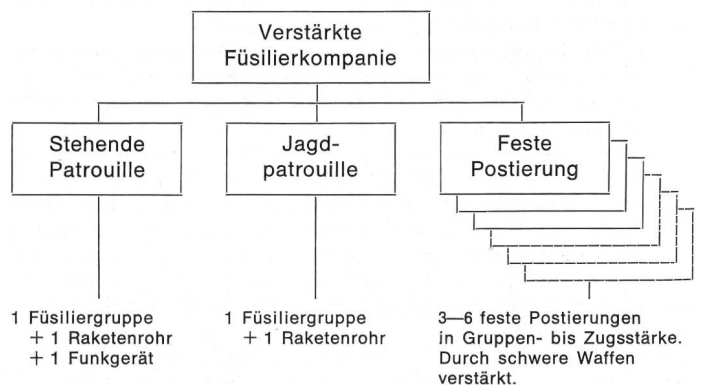 Verstärkte
Füsilierkompanie
Stehende
Patrouille
Jagd-
patrouille
Feste
Postierung
1 Füsiliergruppe
+ 1 Raketenrohr
+ 1 Funkgerät
1 Füsiliergruppe
+ 1 Raketenrohr
3—6 feste Postierungen
in Gruppen- bis Zugsstärke.
Durch schwere Waffen
verstärkt.